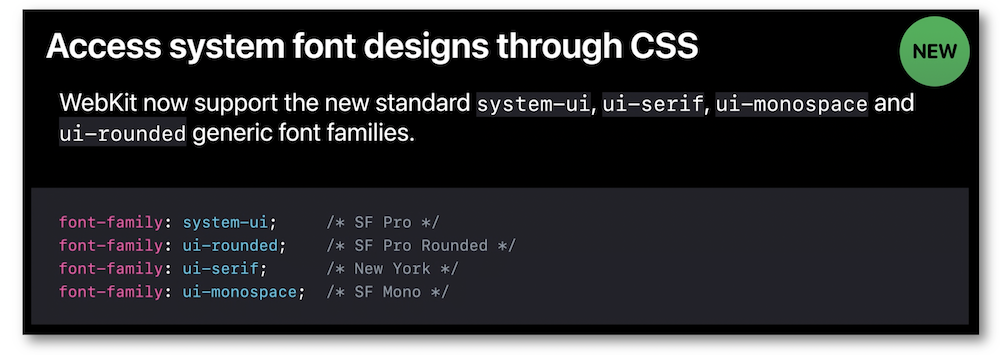 Access system font designs through CSS
NEW
WebKit now support the new standard system-ui, ui-serif, ui-monospace and
ui-rounded generic font families.
font-family: system-ui; /* SF Pro */
font-family: ui-rounded; /* SF Pro Rounded */
font-family: ui-serif; /* New York */
font-family: ui-monospace; /* SF Mono */